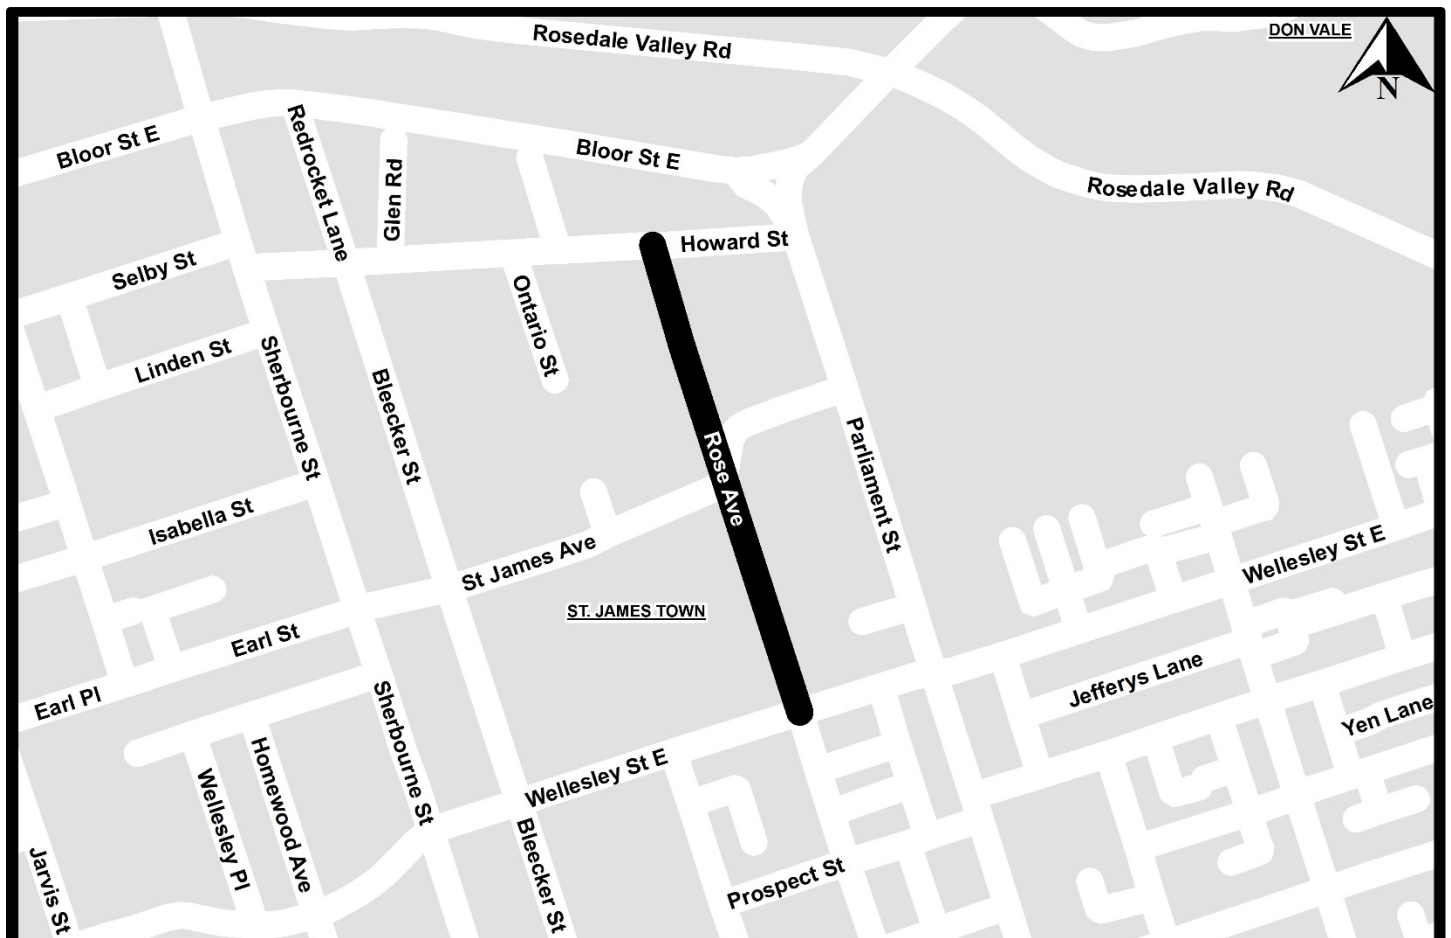 DON VALE
Rosedale Valley Rd
N
Bloor St E
Redrocket Lane
Bloor St E
Glen Rd
Rosedale Valley Rd
Howard St
Selby St
Ontario St
Linden St
Sherbourne St
Bleecker St
Parliament St
Rose Ave
Isabella St
St James Ave
Wellesley St E
ST. JAMES TOWN
Earl St
Jefferys Lane
Earl Pl
Sherbourne St
Yen Lane
Homewood Ave
Wellesley Pl
Wellesley St E
Bleecker St
Jarvis St
Prospect St